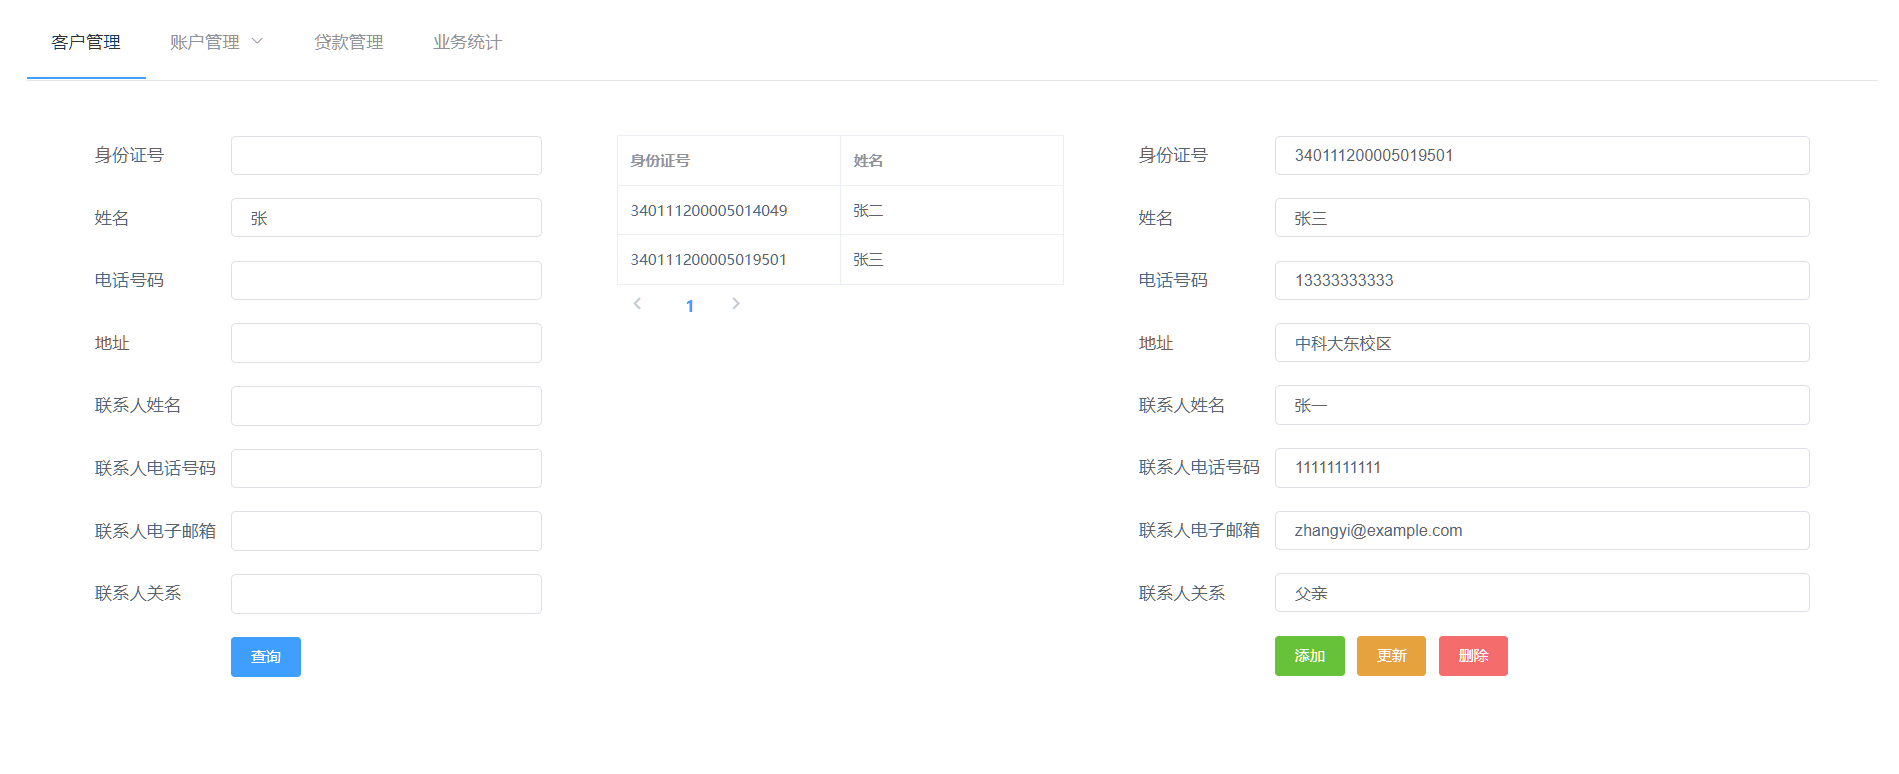 客户管理 账户管理 贷款管理 业务统计
身份证号
姓名 张
电话号码
地址
联系人姓名
联系人电话号码
联系人电子邮箱
联系人关系
查询
身份证号 姓名
340111200005014049 张二
340111200005019501 张三
1
身份证号 340111200005019501
姓名 张三
电话号码 13333333333
地址 中科大东校区
联系人姓名 张一
联系人电话号码 11111111111
联系人电子邮箱 zhangyi@example.com
联系人关系 父亲
添加 更新 删除